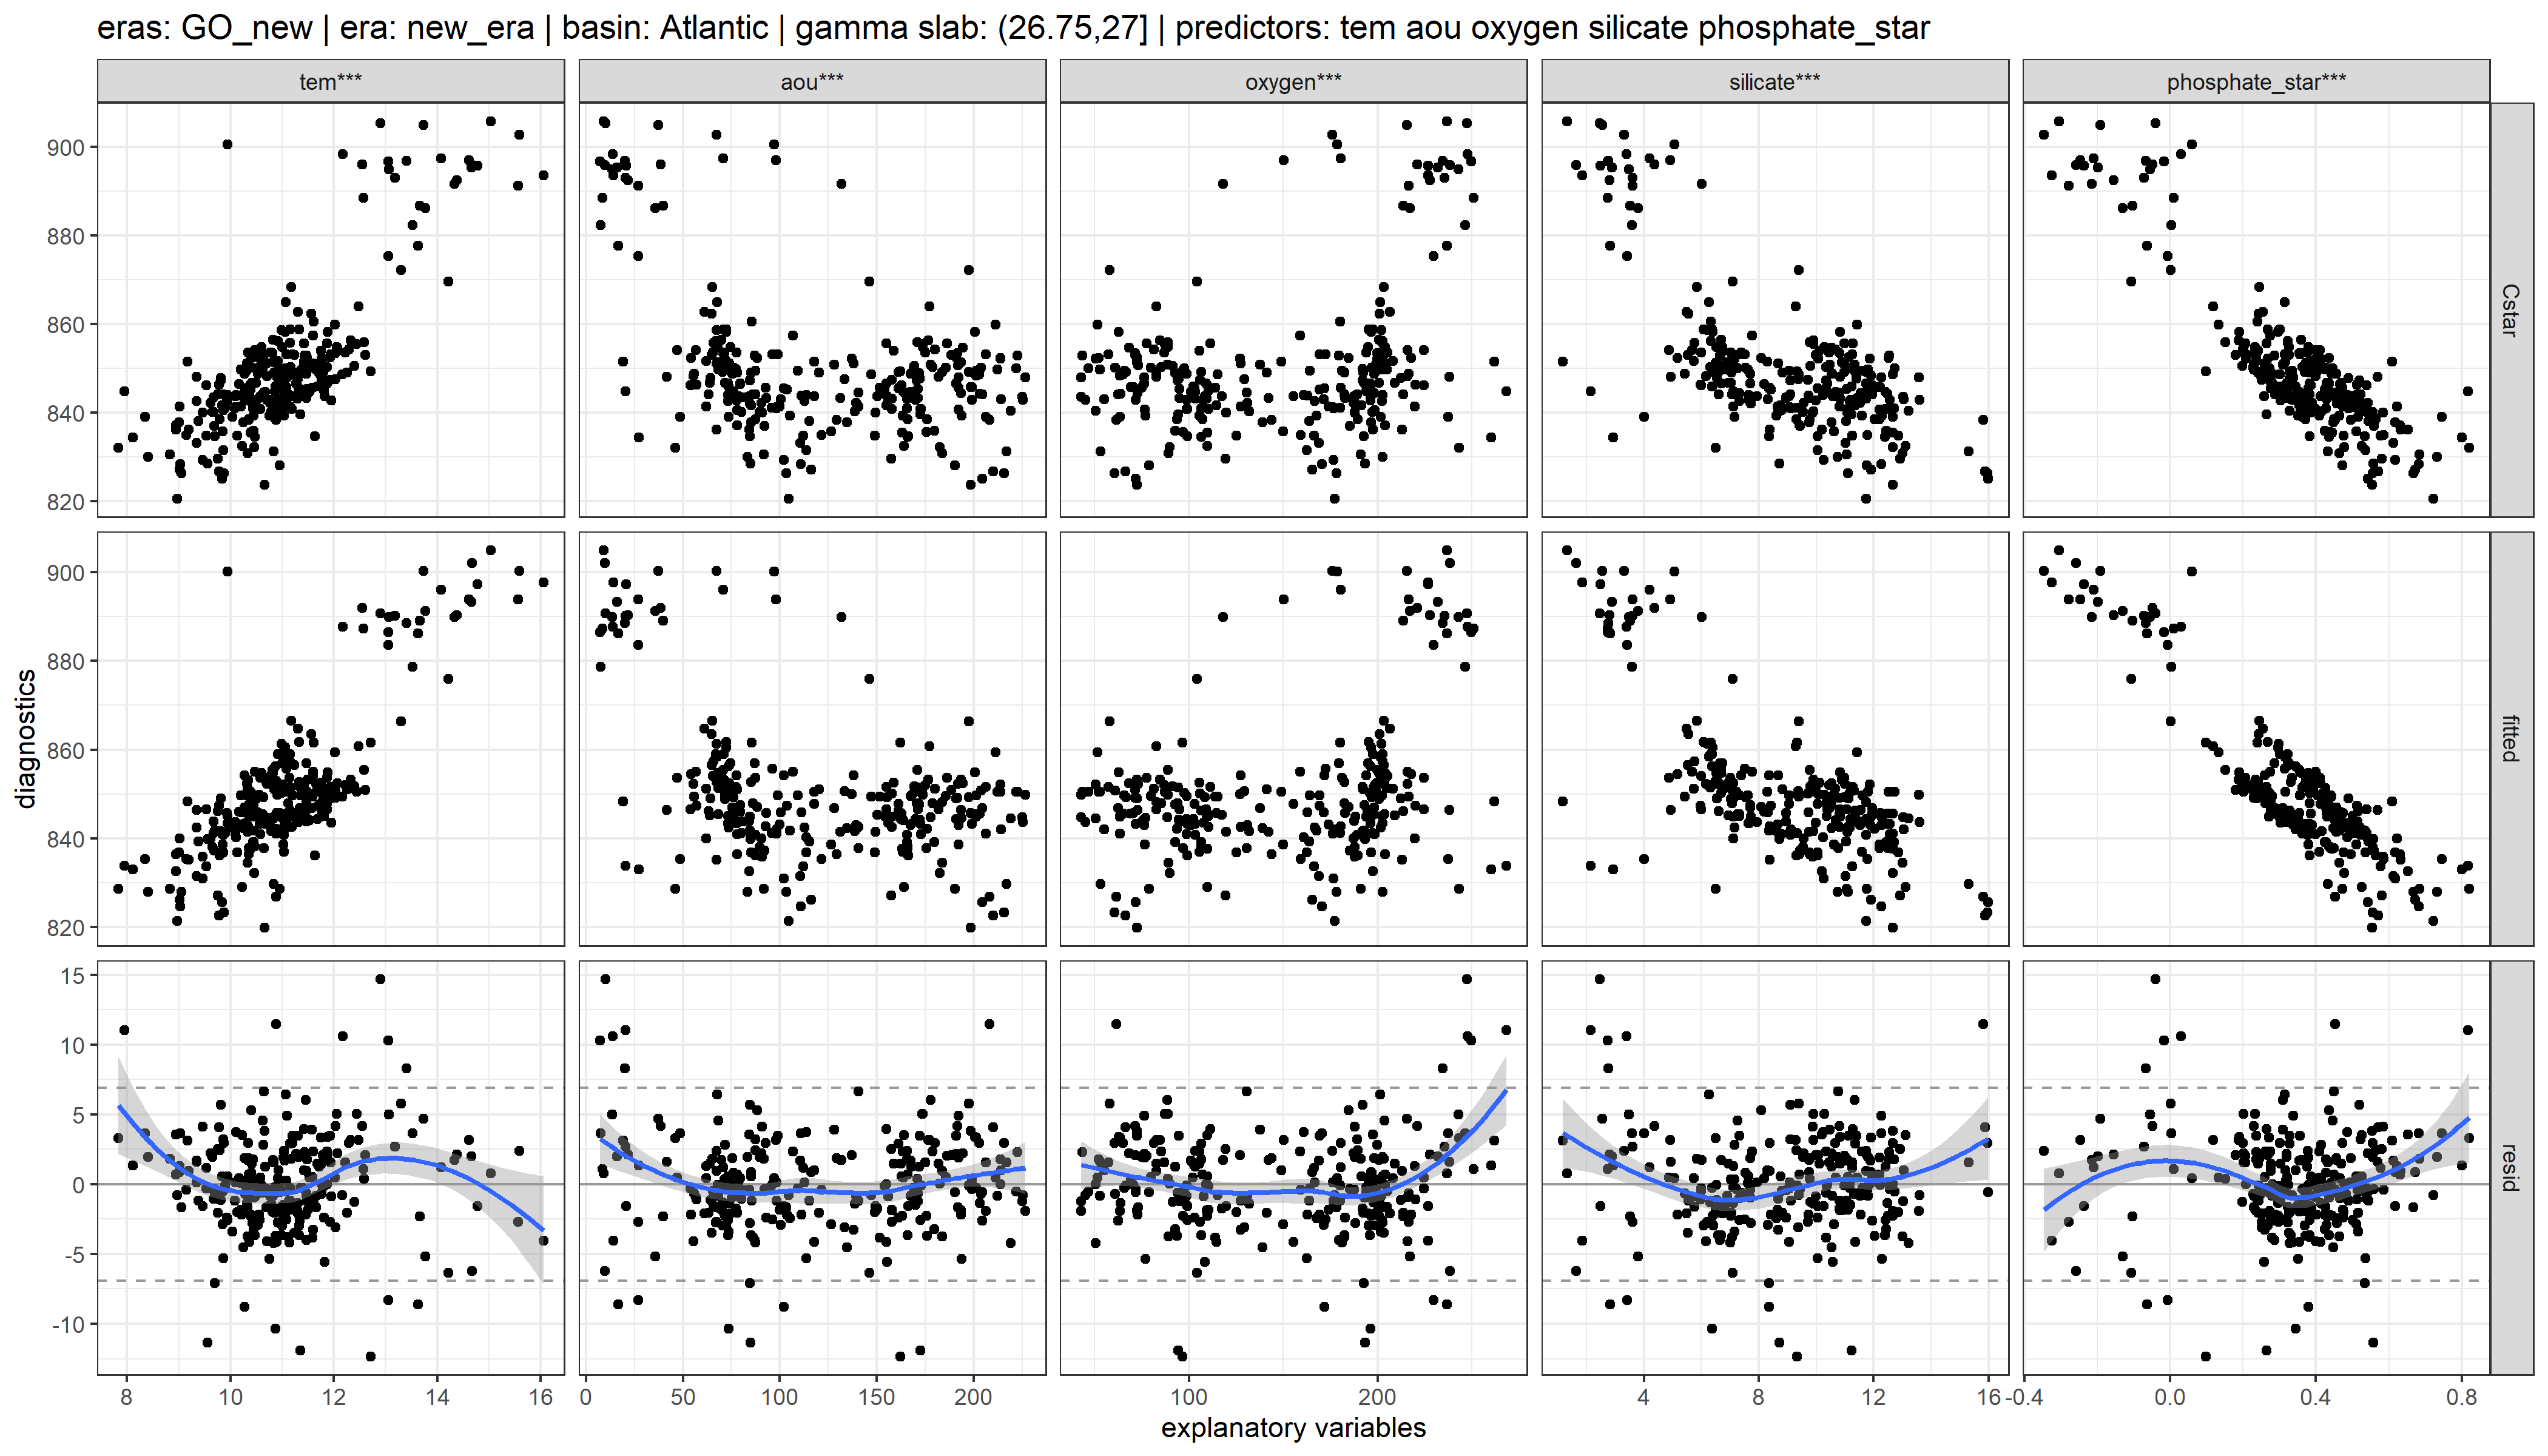 eras: GO_new | era: new_era | basin: Atlantic | gamma slab: (26.75,27] | predictors: tem aou oxygen silicate phosphate_star
tem*** aou*** oxygen*** silicate*** phosphate_star***
900
880
860
840
820
Cstar
900
880
860
840
820
fitted
diagnostics
15
10
5
0
-5
-10
resid
8 10 12 14 16 0 50 100 150 200 100 200 4 8 12 16 -0.4 0.0 0.4 0.8
explanatory variables